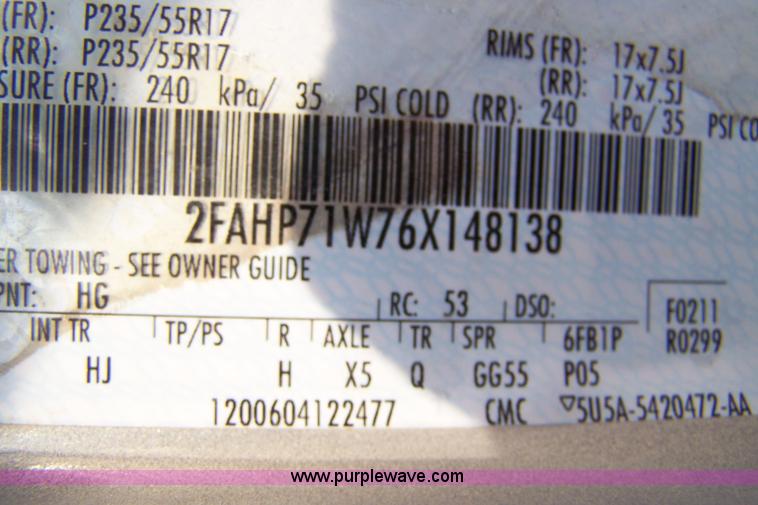 (FR): P235/55R17
(RR): P235/55R17
RIMS (FR): 17x7.5J
(RR): 17x7.5J
SURE (FR): 240 kPa/ 35 PSI COLD (RR): 240 kPa/ 35 PSI CO
2FAHP71W76X148138
ER TOWING - SEE OWNER GUIDE
PNT: HG RC: 53 DSO: F0211
INT TR TP/PS R AXLE TR SPR 6FB1P R0299
HJ H X5 Q GG55 P05
1200604122477 CMC ▽5U5A-5420472-AA
www.purplewave.com